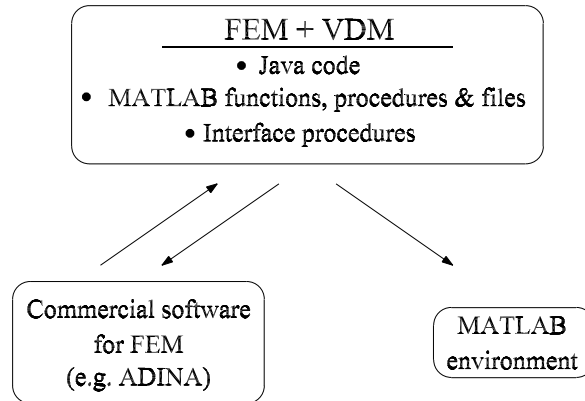 FEM + VDM
• Java code
• MATLAB functions, procedures & files
• Interface procedures
Commercial software
for FEM
(e.g. ADINA)
MATLAB
environment